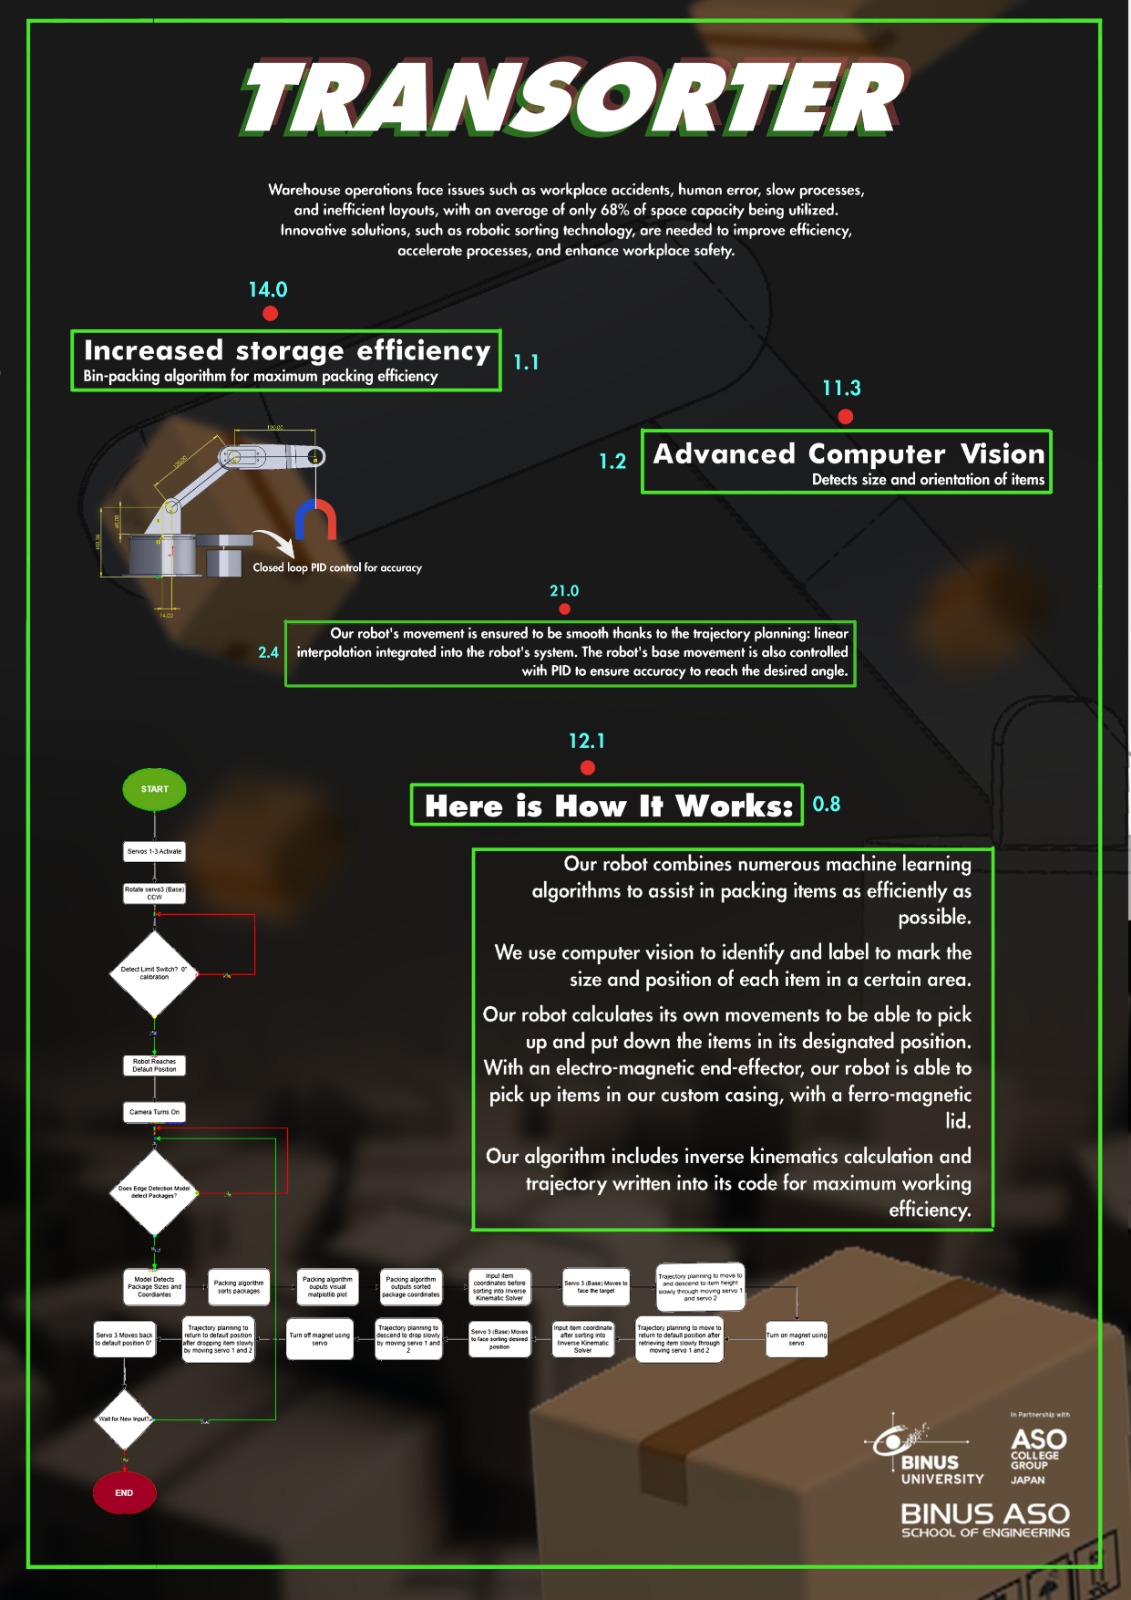 TRANSORTER
Warehouse operations face issues such as workplace accidents, human error, slow processes,
and inefficient layouts, with an average of only 68% of space capacity being utilized.
Innovative solutions, such as robotic sorting technology, are needed to improve efficiency,
accelerate processes, and enhance workplace safety.
14.0
Increased storage efficiency
Bin-packing algorithm for maximum packing efficiency
1.1
11.3
1.2
Advanced Computer Vision
Detects size and orientation of items
Closed loop PID control for accuracy
21.0
2.4
Our robot's movement is ensured to be smooth thanks to the trajectory planning: linear
interpolation integrated into the robot's system. The robot's base movement is also controlled
with PID to ensure accuracy to reach the desired angle.
12.1
Here is How It Works:
0.8
Our robot combines numerous machine learning
algorithms to assist in packing items as efficiently as
possible.
We use computer vision to identify and label to mark the
size and position of each item in a certain area.
Our robot calculates its own movements to be able to pick
up and put down the items in its designated position.
With an electro-magnetic end-effector, our robot is able to
pick up items in our custom casing, with a ferro-magnetic
lid.
Our algorithm includes inverse kinematics calculation and
trajectory written into its code for maximum working
efficiency.
START
Servos 1-3 Activate
Rotate servo3 (Base)
CCW
Detect Limit Switch? 0°
calibration
Robot Reaches
Default Position
Camera Turns On
Does Edge Detection Model
detect Packages?
Model Detects
Package Sizes and
Coordiantes
Packing algorithm
sorts packages
Packing algorithm
ouputs visual
matplotlib plot
Packing algorithm
outputs sorted
package coordinates
Input item
coordinates before
sorting into Inverse
Kinematic Solver
Servo 3 (Base) Moves to
face the target
Trajectory planning to move to
and descend to item height
slowly through moving servo 1
and servo 2
Turn on magnet using
servo
Trajectory planning to move to
return to default position after
retrieving item slowly through
moving servo 1 and 2
Input item coordinate
after sorting into
Inverse Kinematic
Solver
Servo 3 (Base) Moves
to face sorting desired
position
Trajectory planning to
descend to drop slowly
by moving servo 1 and
2
Turn off magnet using
servo
Trajectory planning to
return to default position
after dropping item slowly
by moving servo 1 and 2
Servo 3 Moves back
to default position 0°
Wait for New Input?
END
BINUS
UNIVERSITY
In Partnership with
ASO
COLLEGE
GROUP
JAPAN
BINUS ASO
SCHOOL OF ENGINEERING